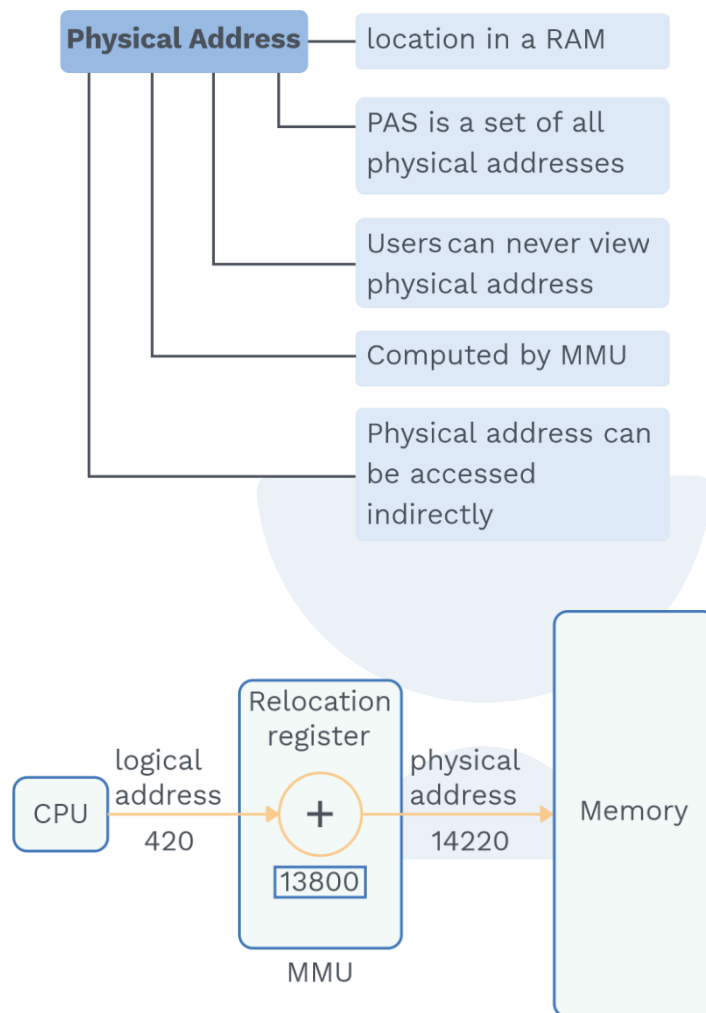 Physical Address
location in a RAM
PAS is a set of all
physical addresses
Users can never view
physical address
Computed by MMU
Physical address can
be accessed
indirectly
Relocation
register
logical
address
physical
address
CPU
+
Memory
420
14220
13800
MMU